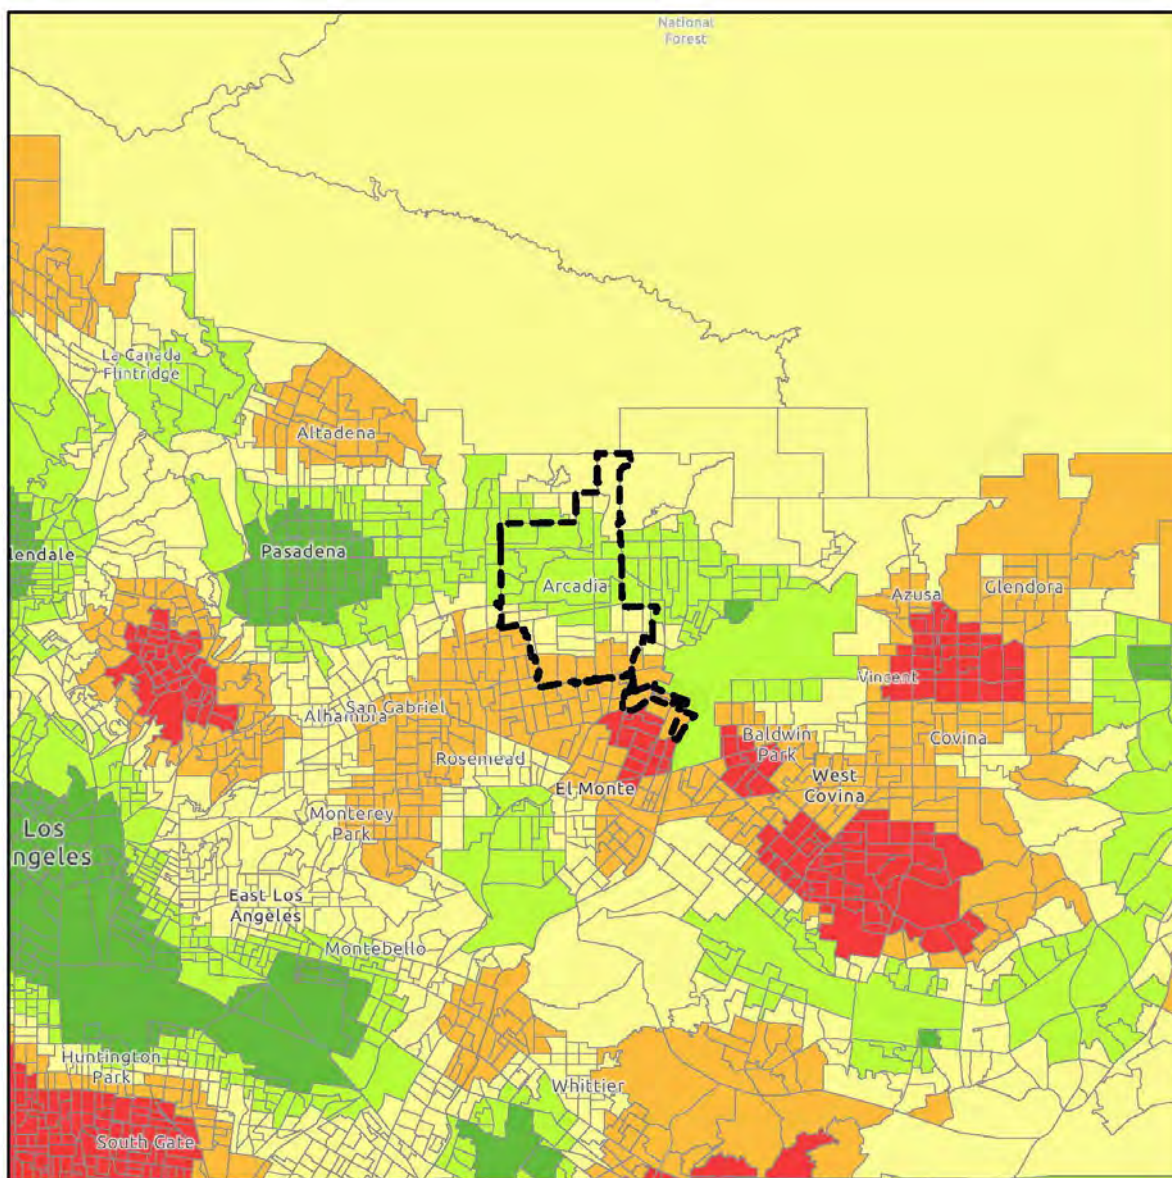 National
Forest
La Canada
Flintridge
Altadena
lendale
Pasadena
Arcadia
Azusa
Glendora
Vincent
San Gabriel
Alhambra
Rosemead
Baldwin
Park
Covina
El Monte
West
Covina
Monterey
Park
Los
ngeles
East Los
Angeles
Montebello
Huntington
Park
Whittier
South Gate